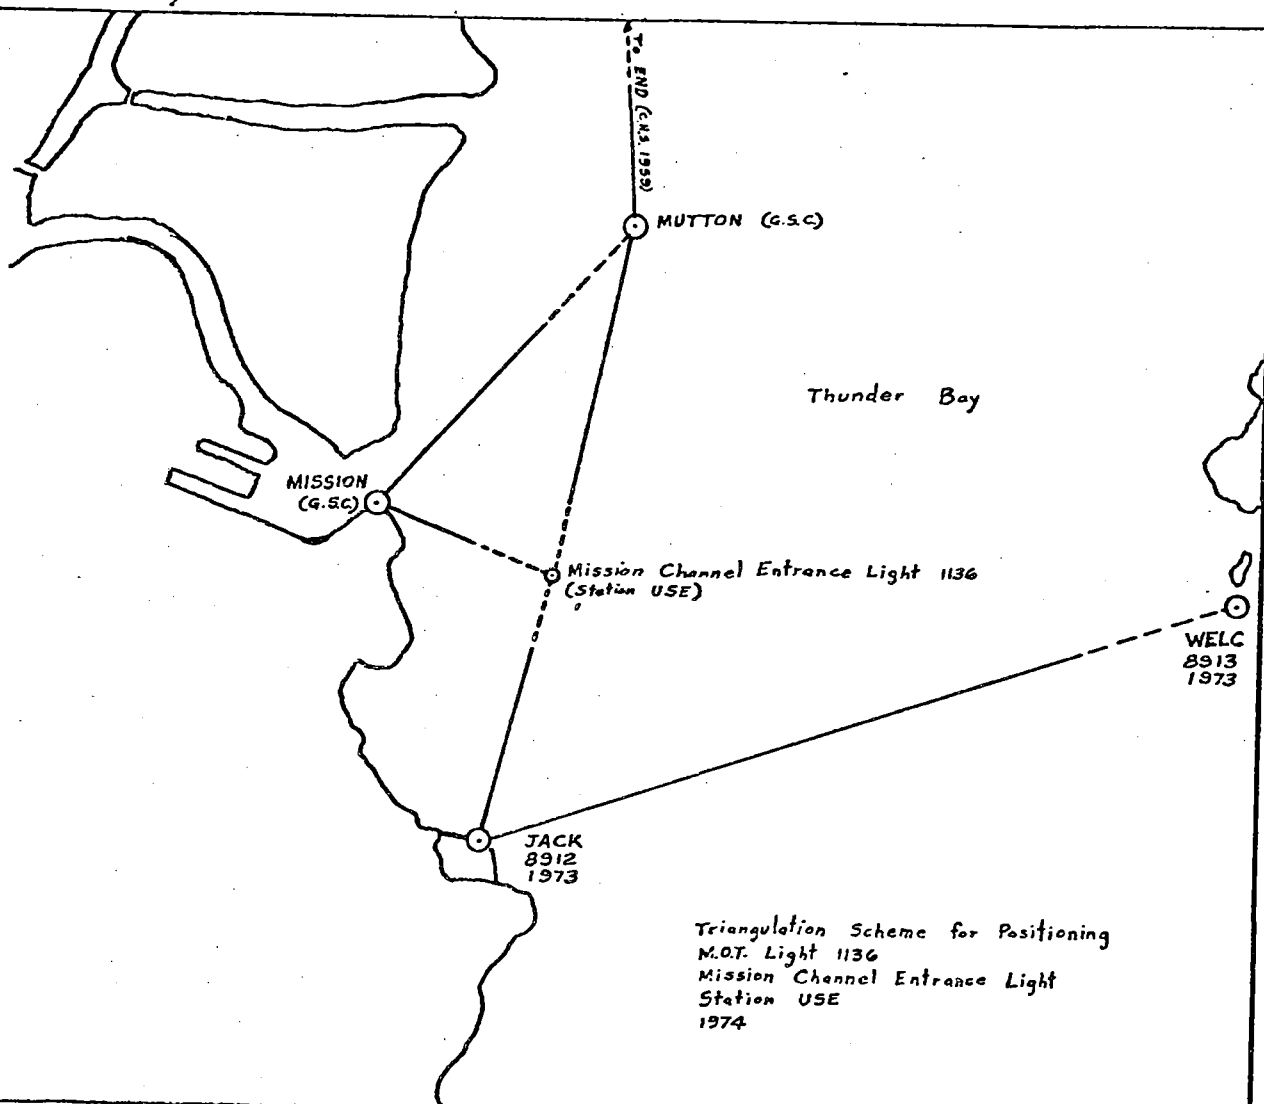 To END (C.H.S. 1959)
MUTTON (G.S.C)
Thunder Bay
MISSION
(G.S.C)
Mission Channel Entrance Light 1136
(Station USE)
WELC
8913
1973
JACK
8912
1973
Triangulation Scheme for Positioning
M.O.T. Light 1136
Mission Channel Entrance Light
Station USE
1974